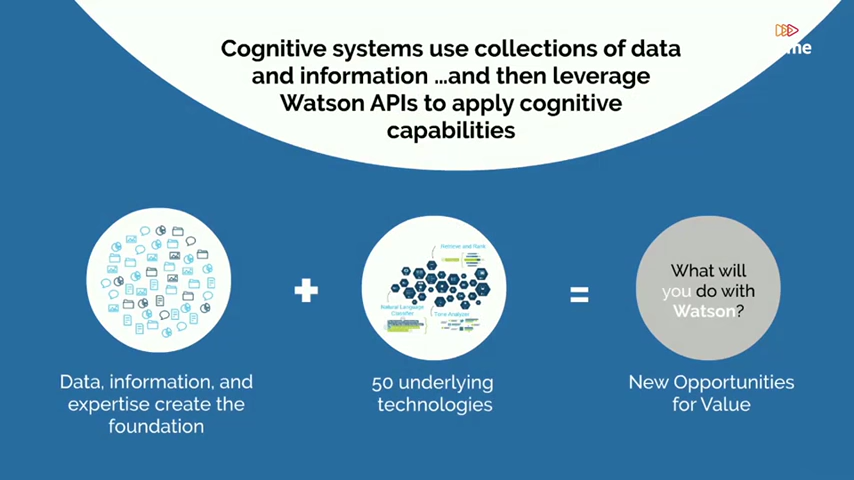 Cognitive systems use collections of data
and information ...and then leverage
Watson APIs to apply cognitive
capabilities
Retrieve and Rank
Natural Language
Classifier
Tone Analyzer
+
=
What will
you do with
Watson?
Data, information, and
expertise create the
foundation
50 underlying
technologies
New Opportunities
for Value